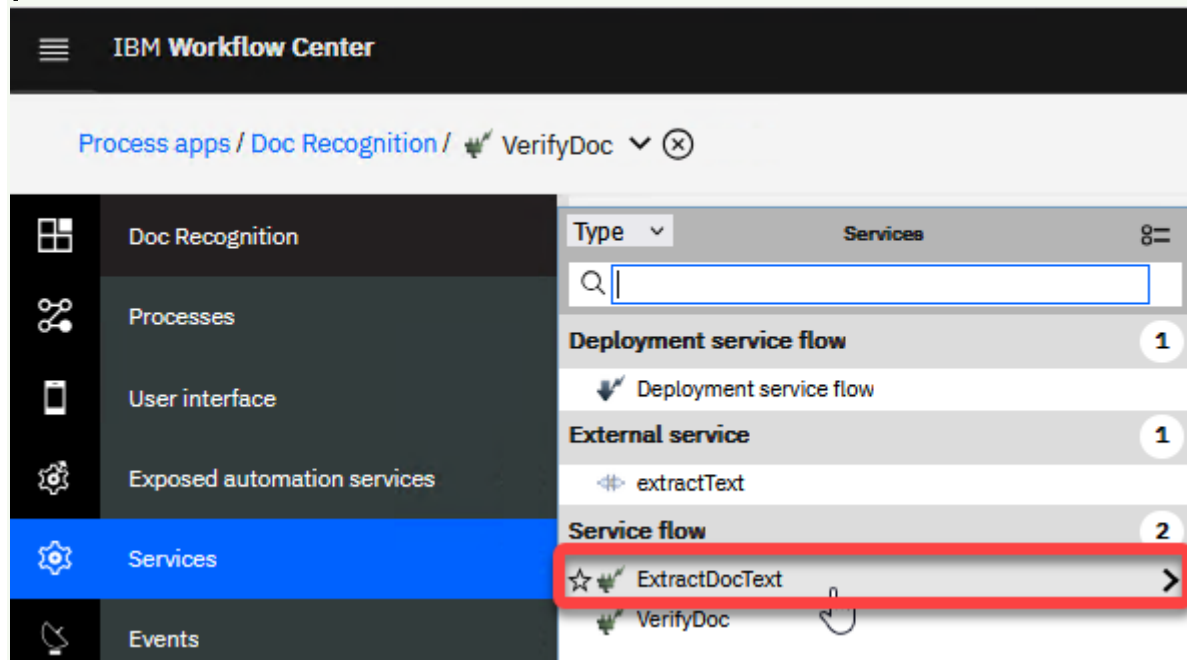 IBM Workflow Center
Process apps / Doc Recognition / VerifyDoc
Doc Recognition
Processes
User interface
Exposed automation services
Services
Events
Type
Services
Deployment service flow 1
Deployment service flow
External service 1
extractText
Service flow 2
ExtractDocText
VerifyDoc